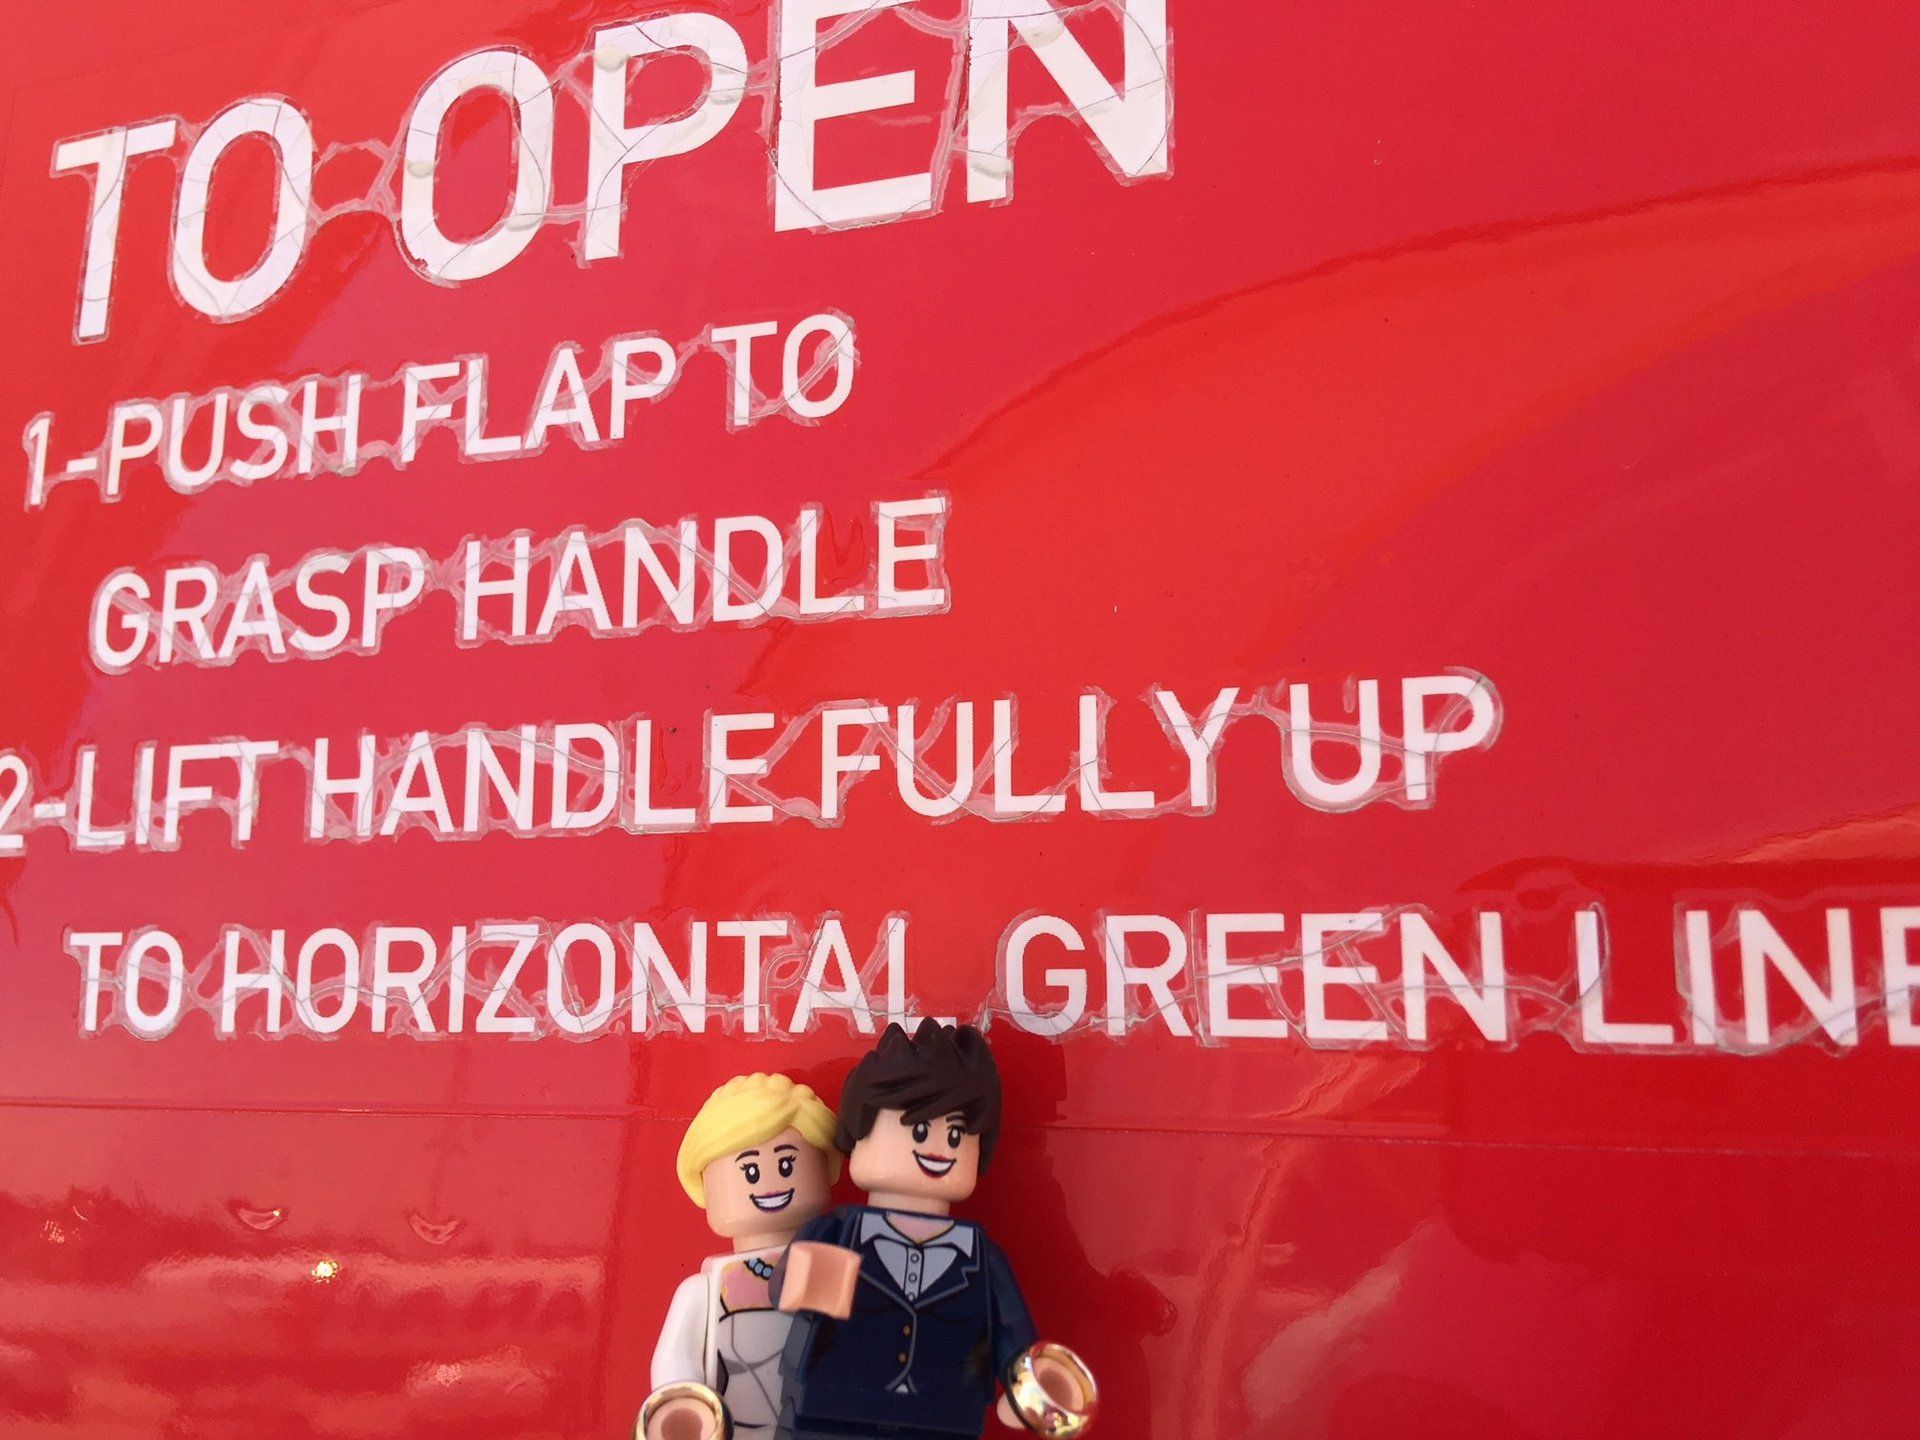 TO OPEN
1-PUSH FLAP TO
GRASP HANDLE
2-LIFT HANDLE FULLY UP
TO HORIZONTAL GREEN LINE